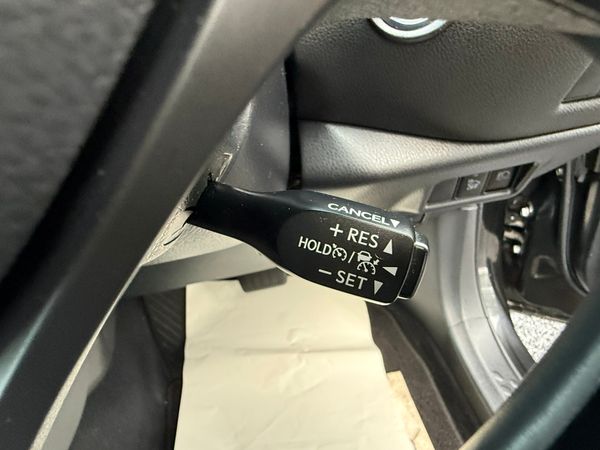 CANCEL
+ RES
HOLD /
− SET